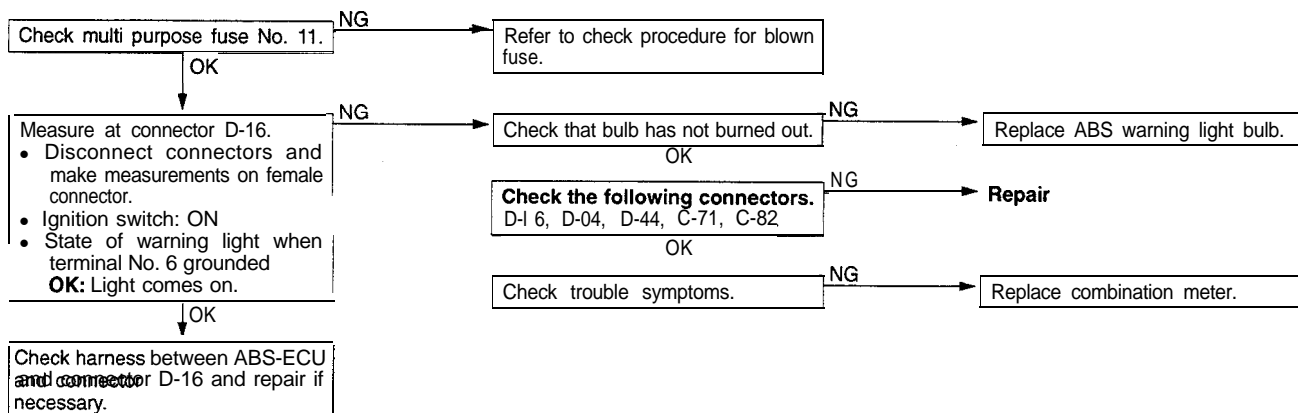 Check multi purpose fuse No. 11.
NG
Refer to check procedure for blown
fuse.
OK
Measure at connector D-16.
• Disconnect connectors and
make measurements on female
connector.
• Ignition switch: ON
• State of warning light when
terminal No. 6 grounded
OK: Light comes on.
NG
Check that bulb has not burned out.
NG
Replace ABS warning light bulb.
OK
Check the following connectors.
D-I 6, D-04, D-44, C-71, C-82
NG
Repair
OK
Check trouble symptoms.
NG
Replace combination meter.
OK
Check harness between ABS-ECU
and connector D-16 and repair if
necessary.